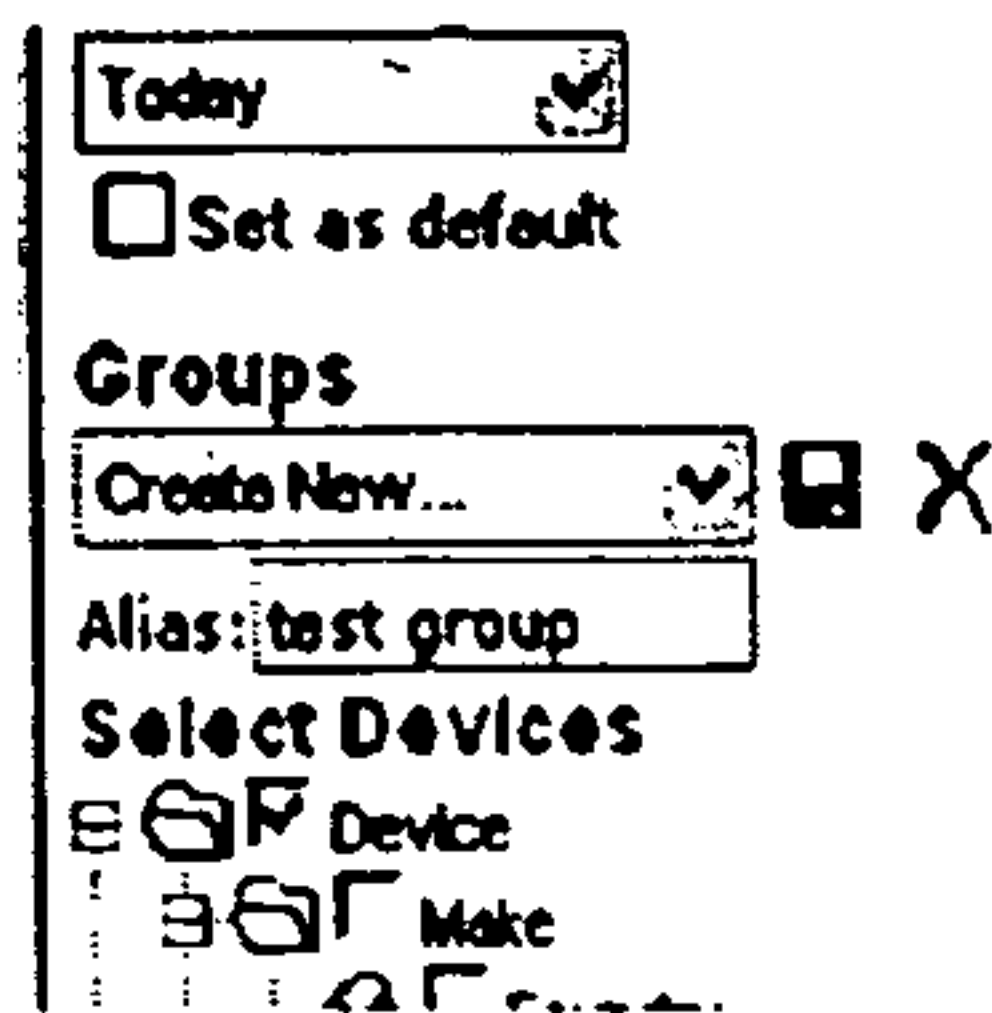 Today
Set as default
Groups
Create New...
Alias: test group
Select Devices
Device
Make